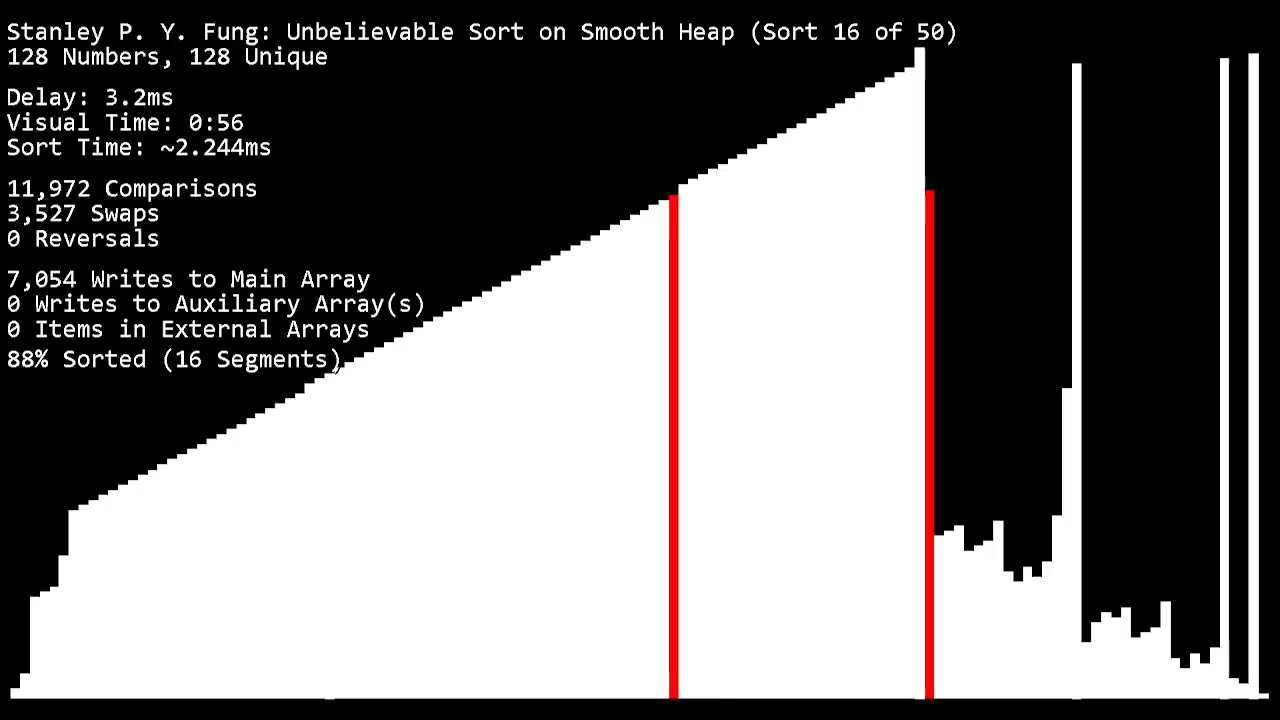 Stanley P. Y. Fung: Unbelievable Sort on Smooth Heap (Sort 16 of 50)
128 Numbers, 128 Unique
Delay: 3.2ms
Visual Time: 0:56
Sort Time: ~2.244ms
11,972 Comparisons
3,527 Swaps
0 Reversals
7,054 Writes to Main Array
0 Writes to Auxiliary Array(s)
0 Items in External Arrays
88% Sorted (16 Segments)